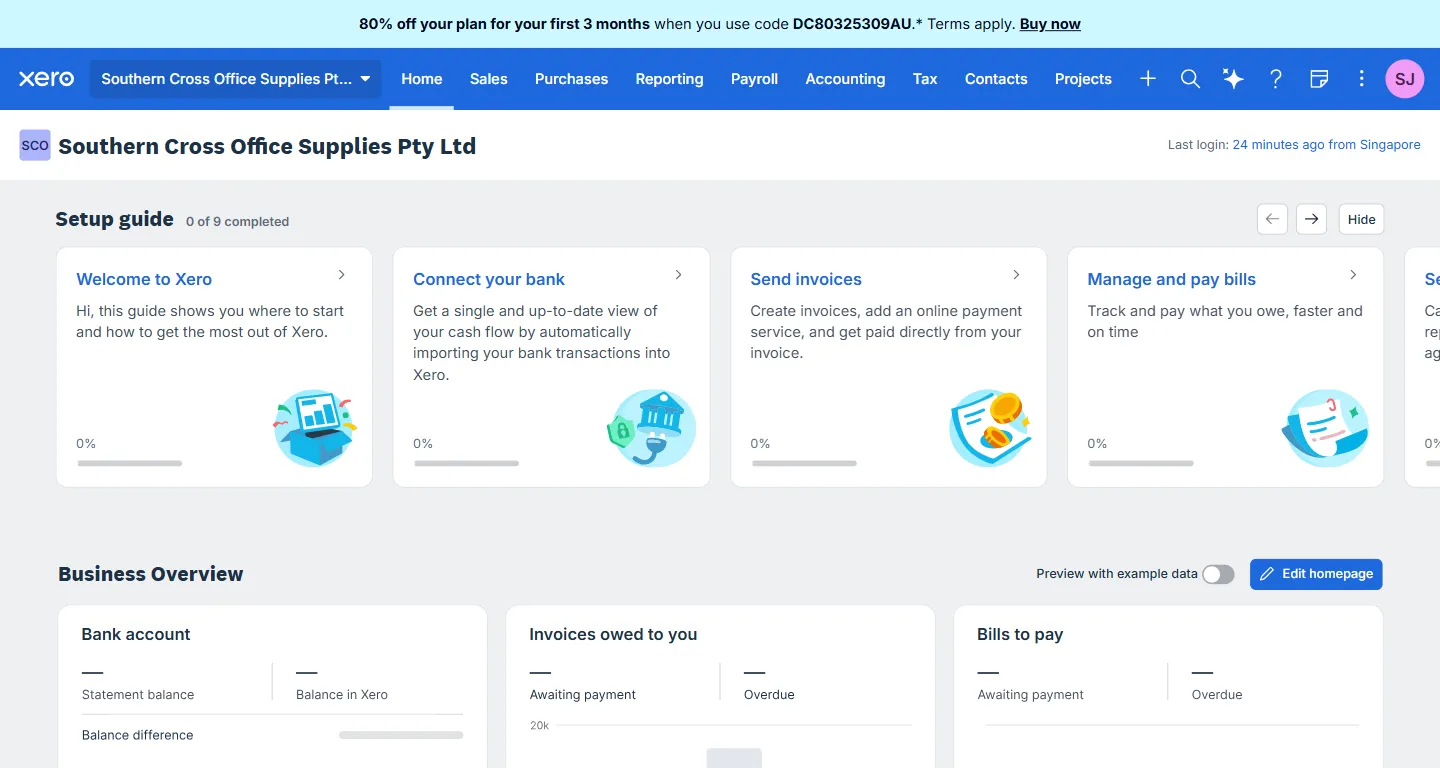 80% off your plan for your first 3 months when you use code DC80325309AU.* Terms apply. Buy now
xero Southern Cross Office Supplies Pt... Home Sales Purchases Reporting Payroll Accounting Tax Contacts Projects SJ
SCO Southern Cross Office Supplies Pty Ltd
Last login: 24 minutes ago from Singapore
Setup guide 0 of 9 completed
Hide
Welcome to Xero
Hi, this guide shows you where to start
and how to get the most out of Xero.
0%
Connect your bank
Get a single and up-to-date view of
your cash flow by automatically
importing your bank transactions into
Xero.
0%
Send invoices
Create invoices, add an online payment
service, and get paid directly from your
invoice.
0%
Manage and pay bills
Track and pay what you owe, faster and
on time
0%
Se
Ca
rep
ag
0%
Business Overview
Preview with example data
Edit homepage
Bank account
Statement balance
Balance in Xero
Balance difference
Invoices owed to you
Awaiting payment
Overdue
20k
Bills to pay
Awaiting payment
Overdue